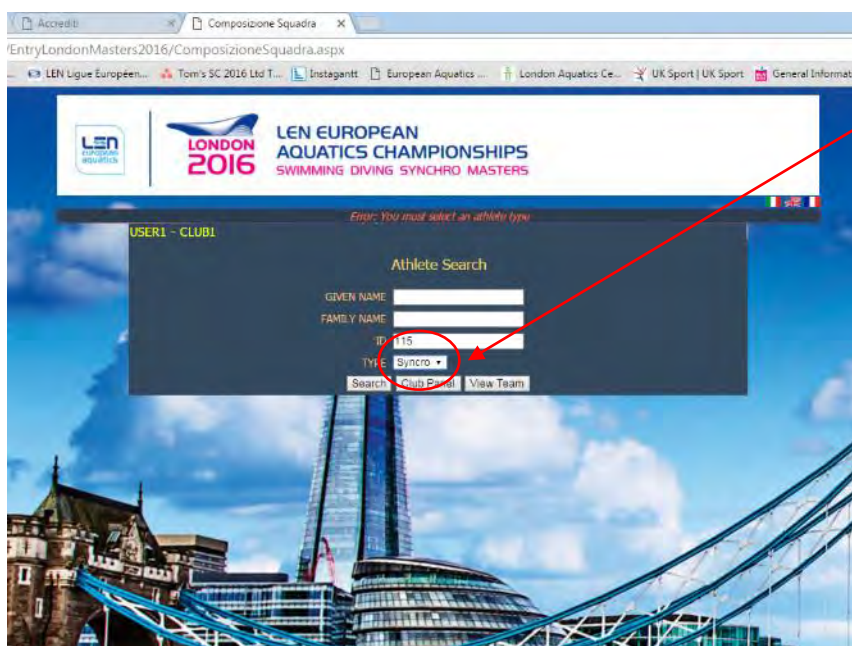 Accrediti
Composizione Squadra
/EntryLondonMasters2016/ComposizioneSquadra.aspx
... LEN Ligue Européen... Tom's SC 2016 Ltd T... Instagantt European Aquatics ... London Aquatics Ce... UK Sport | UK Sport General Informat
LEN
european
aquatics
LONDON
2016
LEN EUROPEAN
AQUATICS CHAMPIONSHIPS
SWIMMING DIVING SYNCHRO MASTERS
Error: You must select an athlete type
USER1 - CLUB1
Athlete Search
GIVEN NAME
FAMILY NAME
ID 115
TYPE Syncro
Search Club Panel View Team